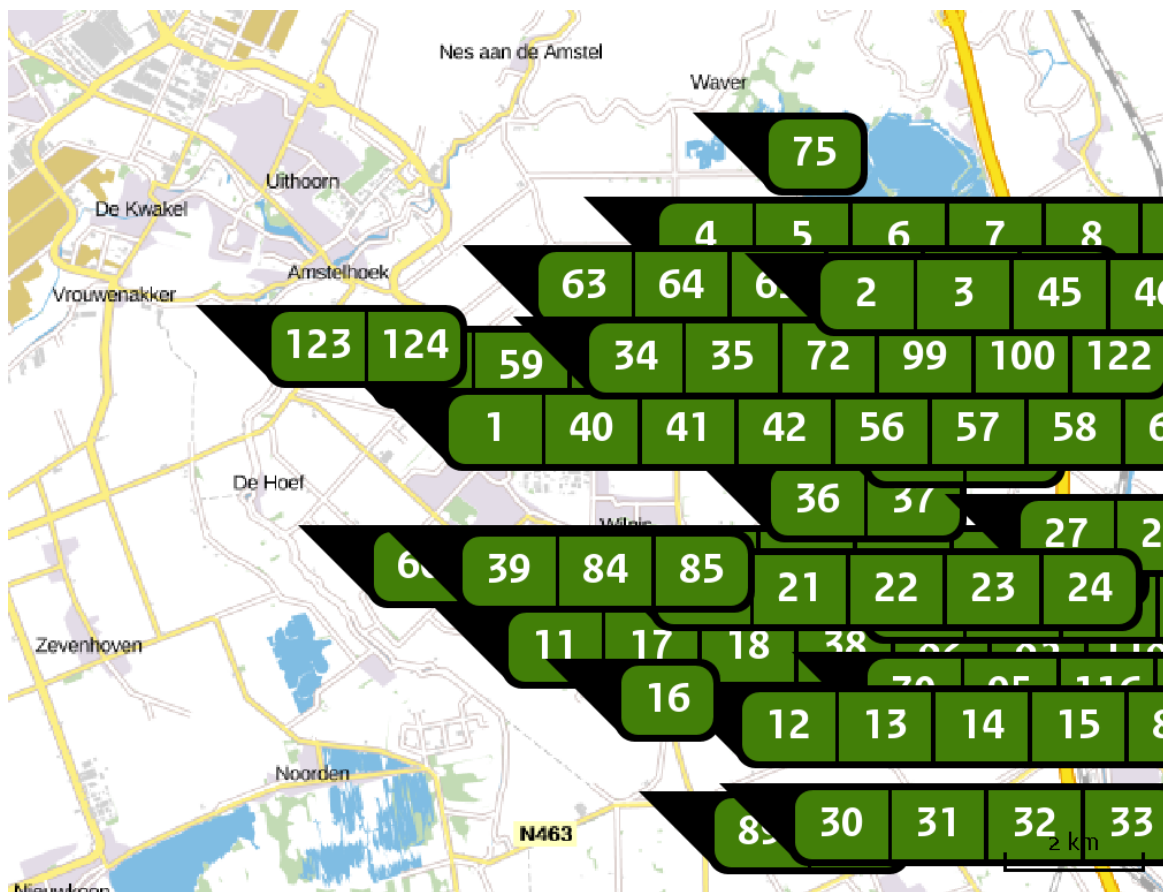 Nes aan de Amstel
Waver
75
Uithoorn
De Kwakel
4 5 6 7 8
Amstelhoek
63 64
2 3 45
Vrouwenakker
123 124 59
34 35 72 99 100 122
1 40 41 42 56 57 58
De Hoef
36 37
Wilnis
27
39 84 85
21 22 23 24
11 17 18 38
Zevenhoven
16
12 13 14 15
Noorden
N463
30 31 32 33
2 km
Nieuwkoop